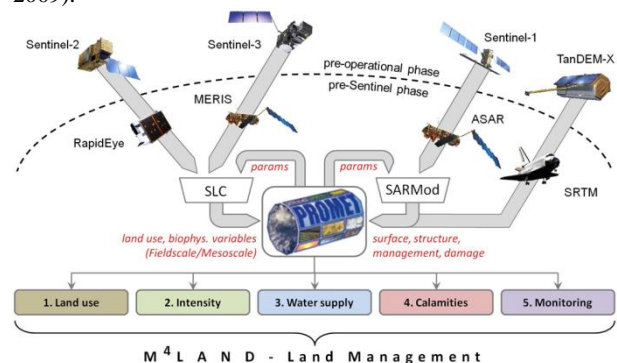 2009).
Sentinel-2
Sentinel-3
Sentinel-1
TanDEM-X
pre-operational phase
pre-Sentinel phase
MERIS
RapidEye
ASAR
SRTM
params
params
SLC
SARMod
PROMET
land use, biophys. variables
(Fieldscale/Mesoscale)
surface, structure,
management, damage
1. Land use
2. Intensity
3. Water supply
4. Calamities
5. Monitoring
M⁴LAND - Land Management